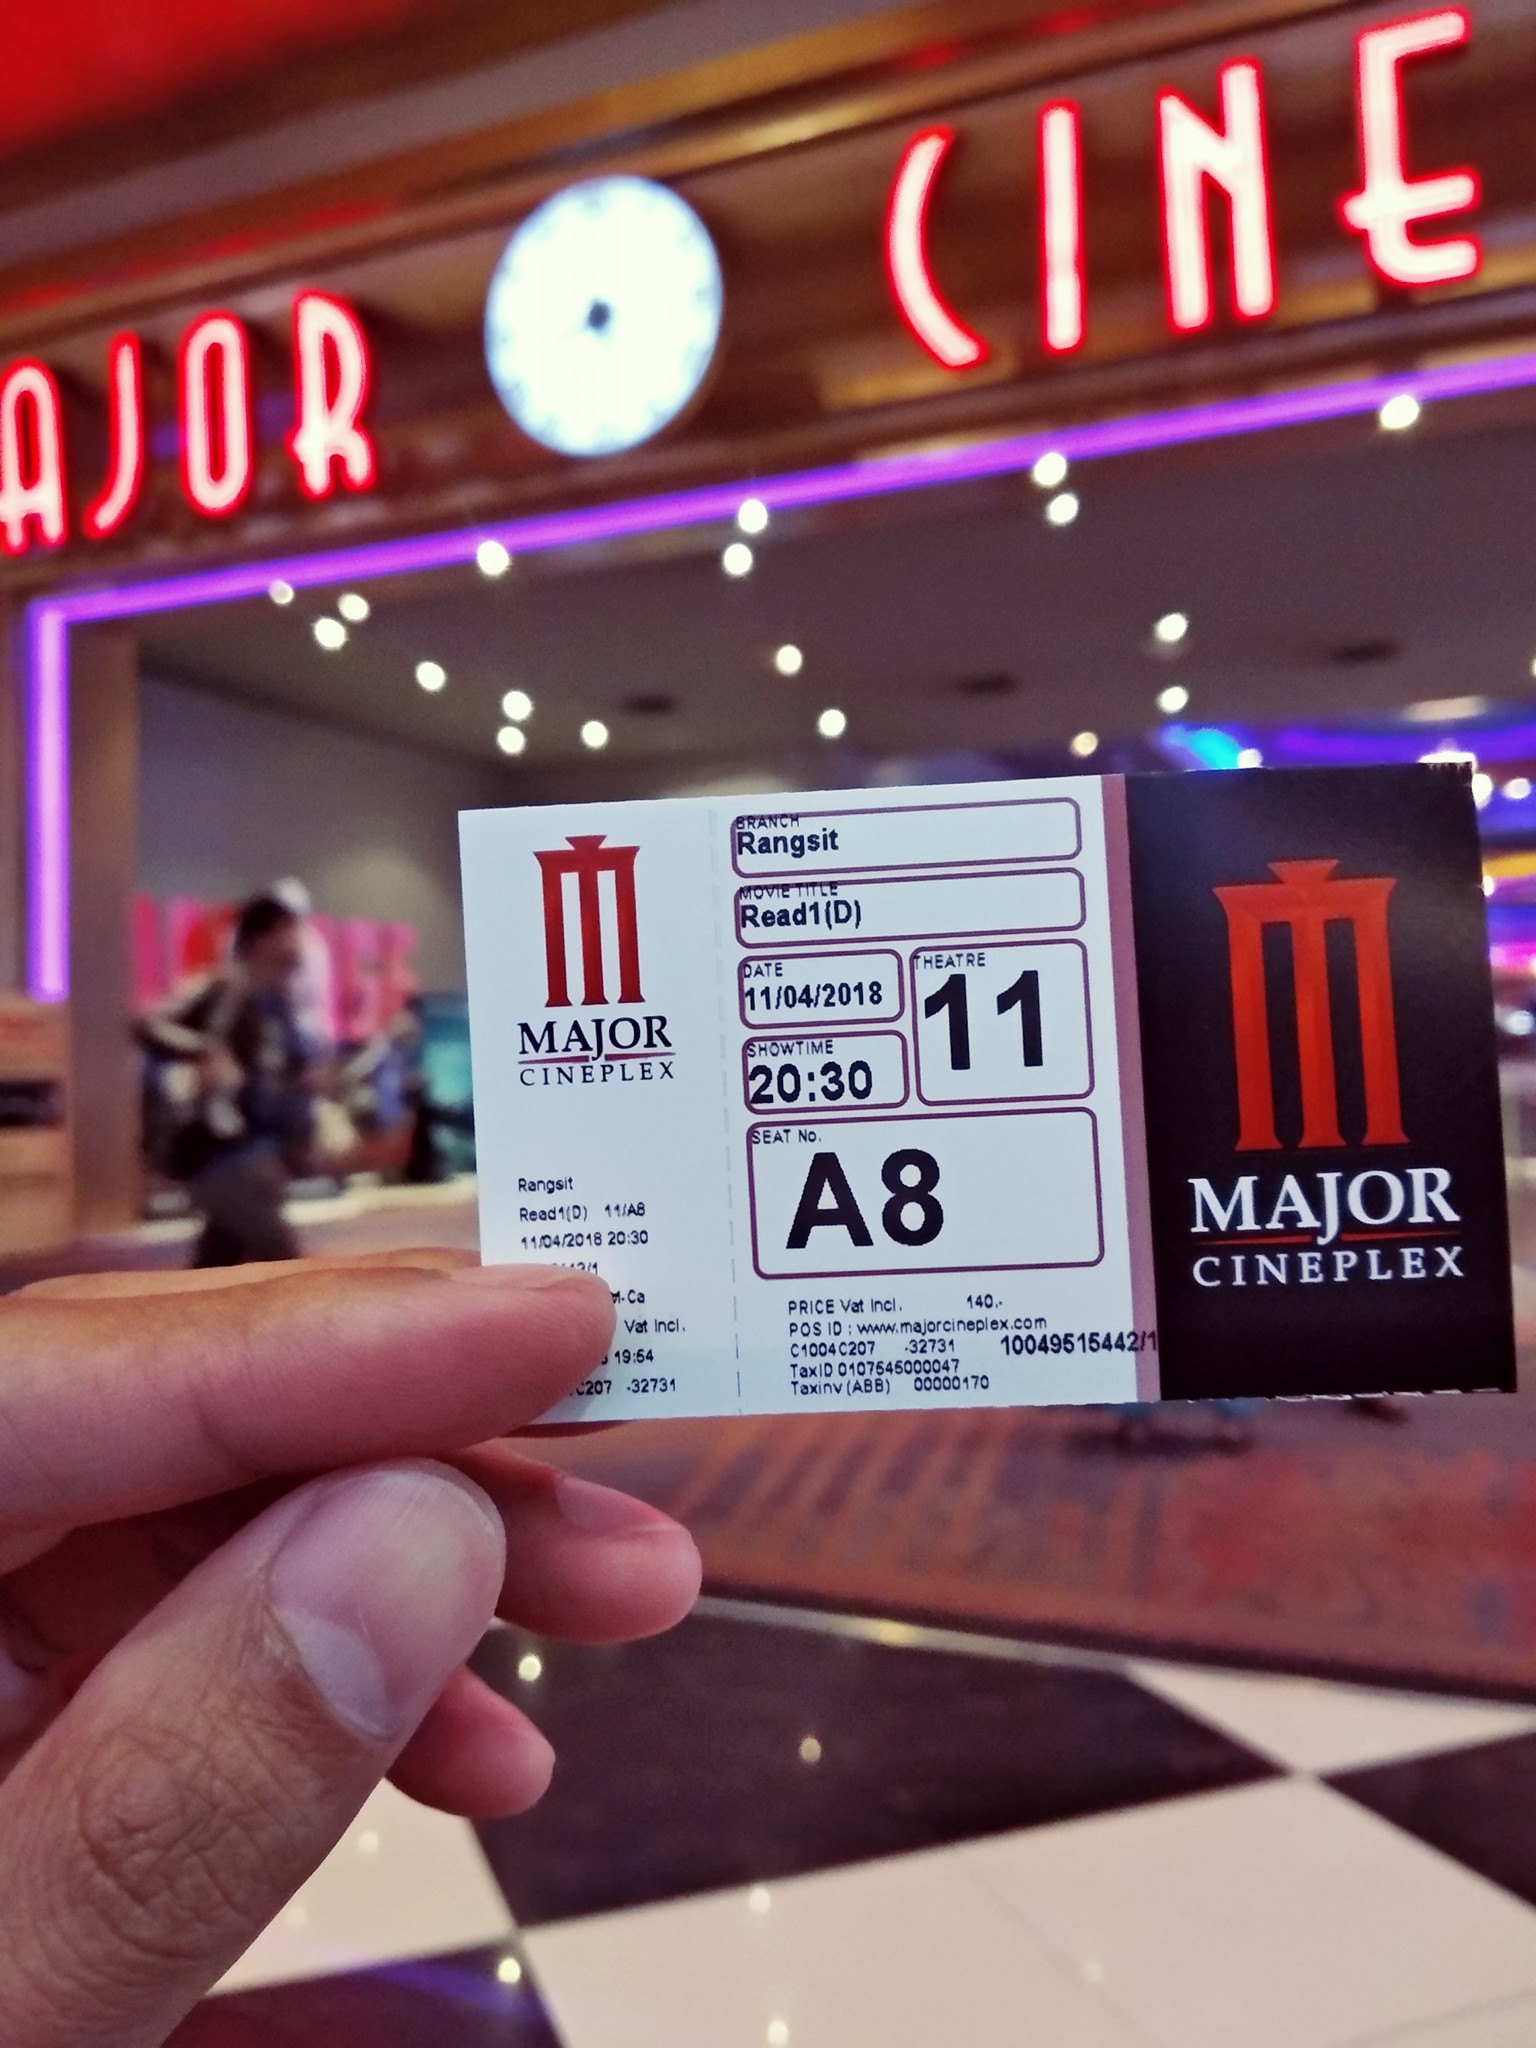 AJOR CINE
MAJOR
CINEPLEX
Rangsit
Read1(D) 11/A8
11/04/2018 20:30
M-Ca
Vat Incl.
19:54
C207 -32731
BRANCH
Rangsit
MOVIE TITLE
Read1(D)
DATE
11/04/2018
THEATRE
11
SHOWTIME
20:30
SEAT No.
A8
PRICE Vat Incl. 140.-
POS ID : www.majorcineplex.com
C1004C207 -32731 10049515442/1
TaxID 0107545000047
TaxInv (ABB) 00000170
MAJOR
CINEPLEX